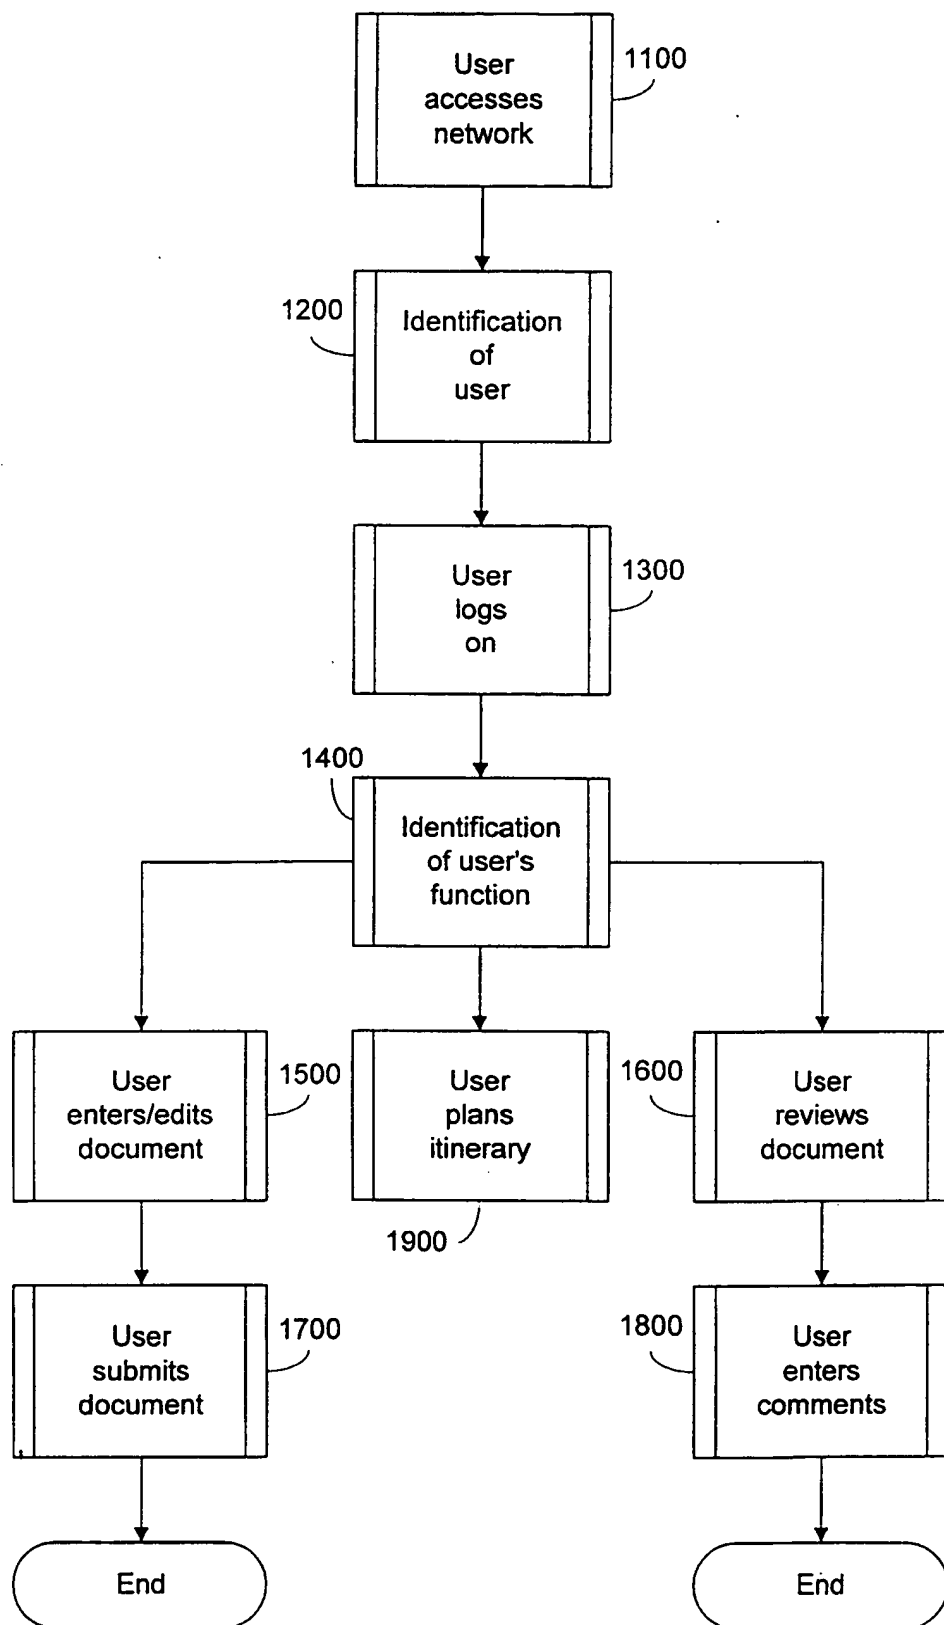 User
accesses
network
1100
1200
Identification
of
user
User
logs
on
1300
1400
Identification
of user's
function
User
enters/edits
document
1500
User
plans
itinerary
1900
1600
User
reviews
document
User
submits
document
1700
1800
User
enters
comments
End
End